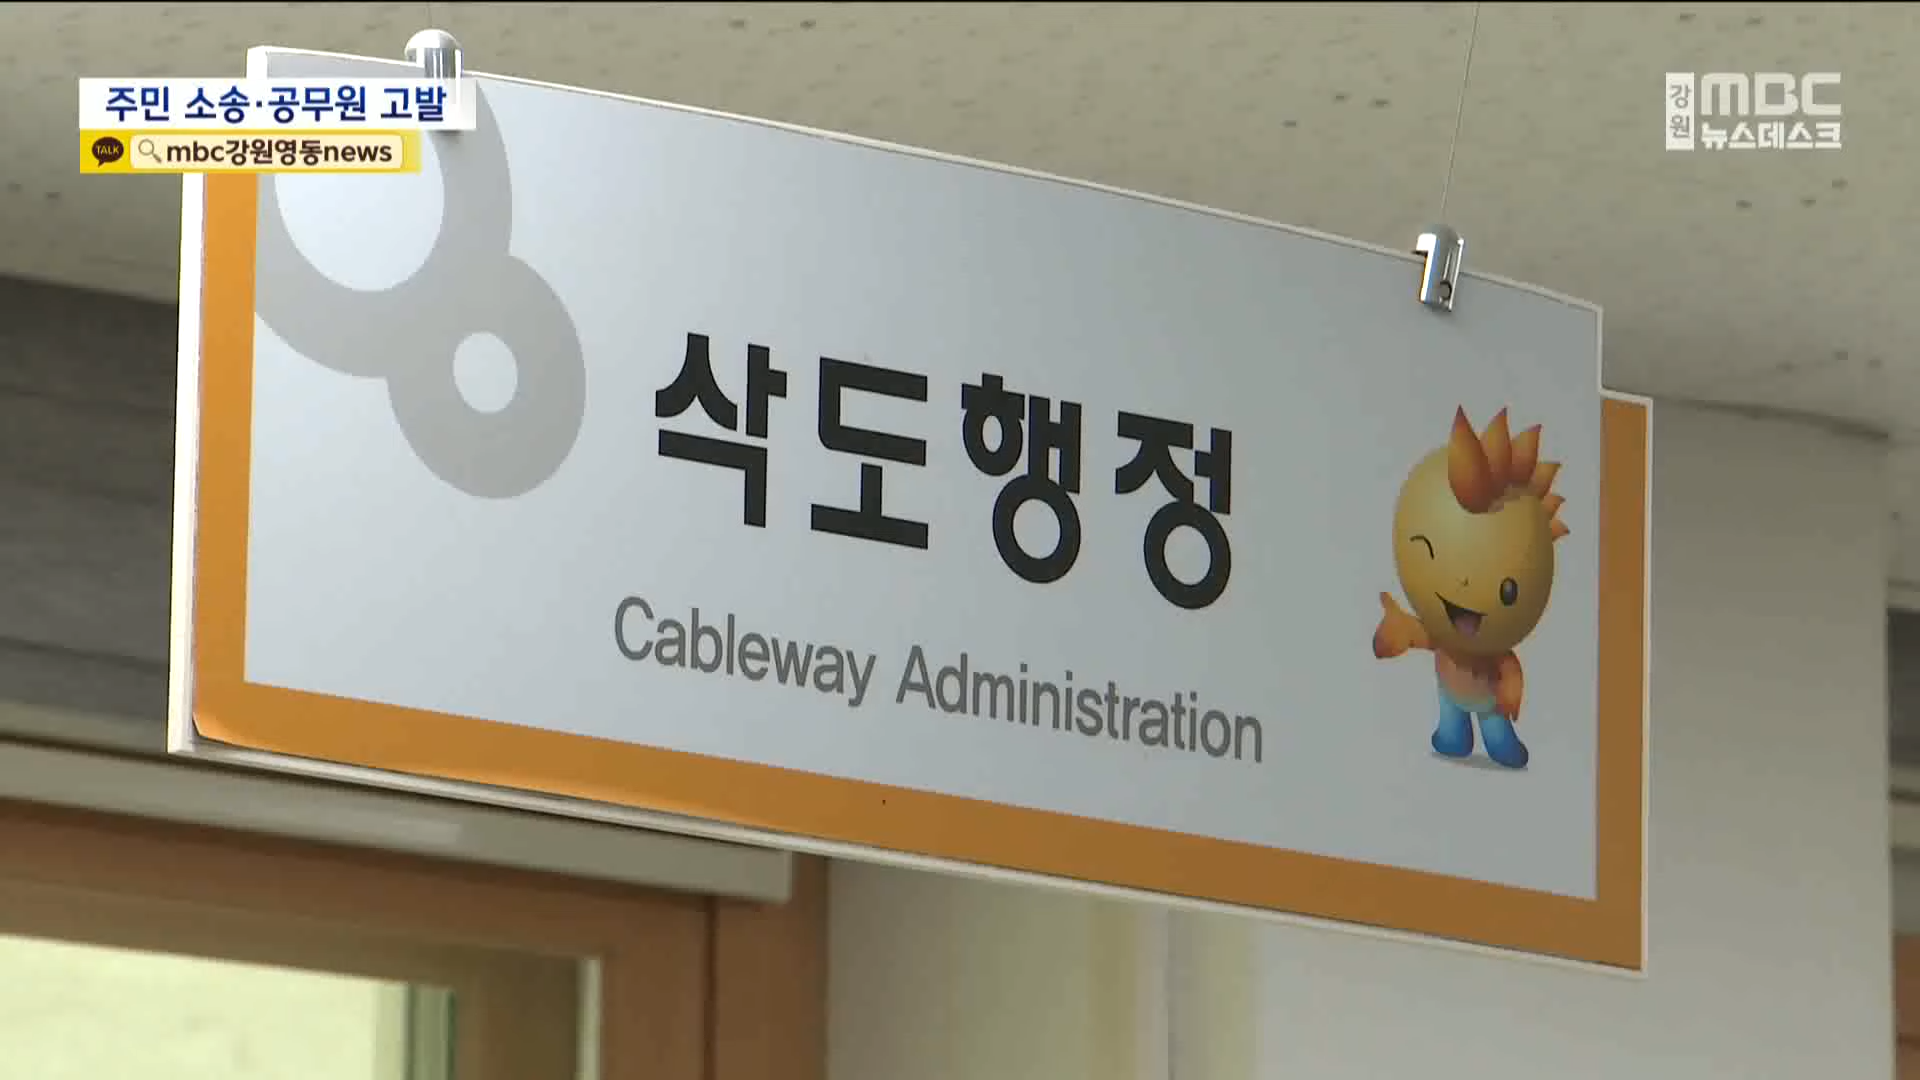 주민 소송·공무원 고발
TALK mbc강원영동news
강원 MBC
뉴스데스크
삭도행정
Cableway Administration